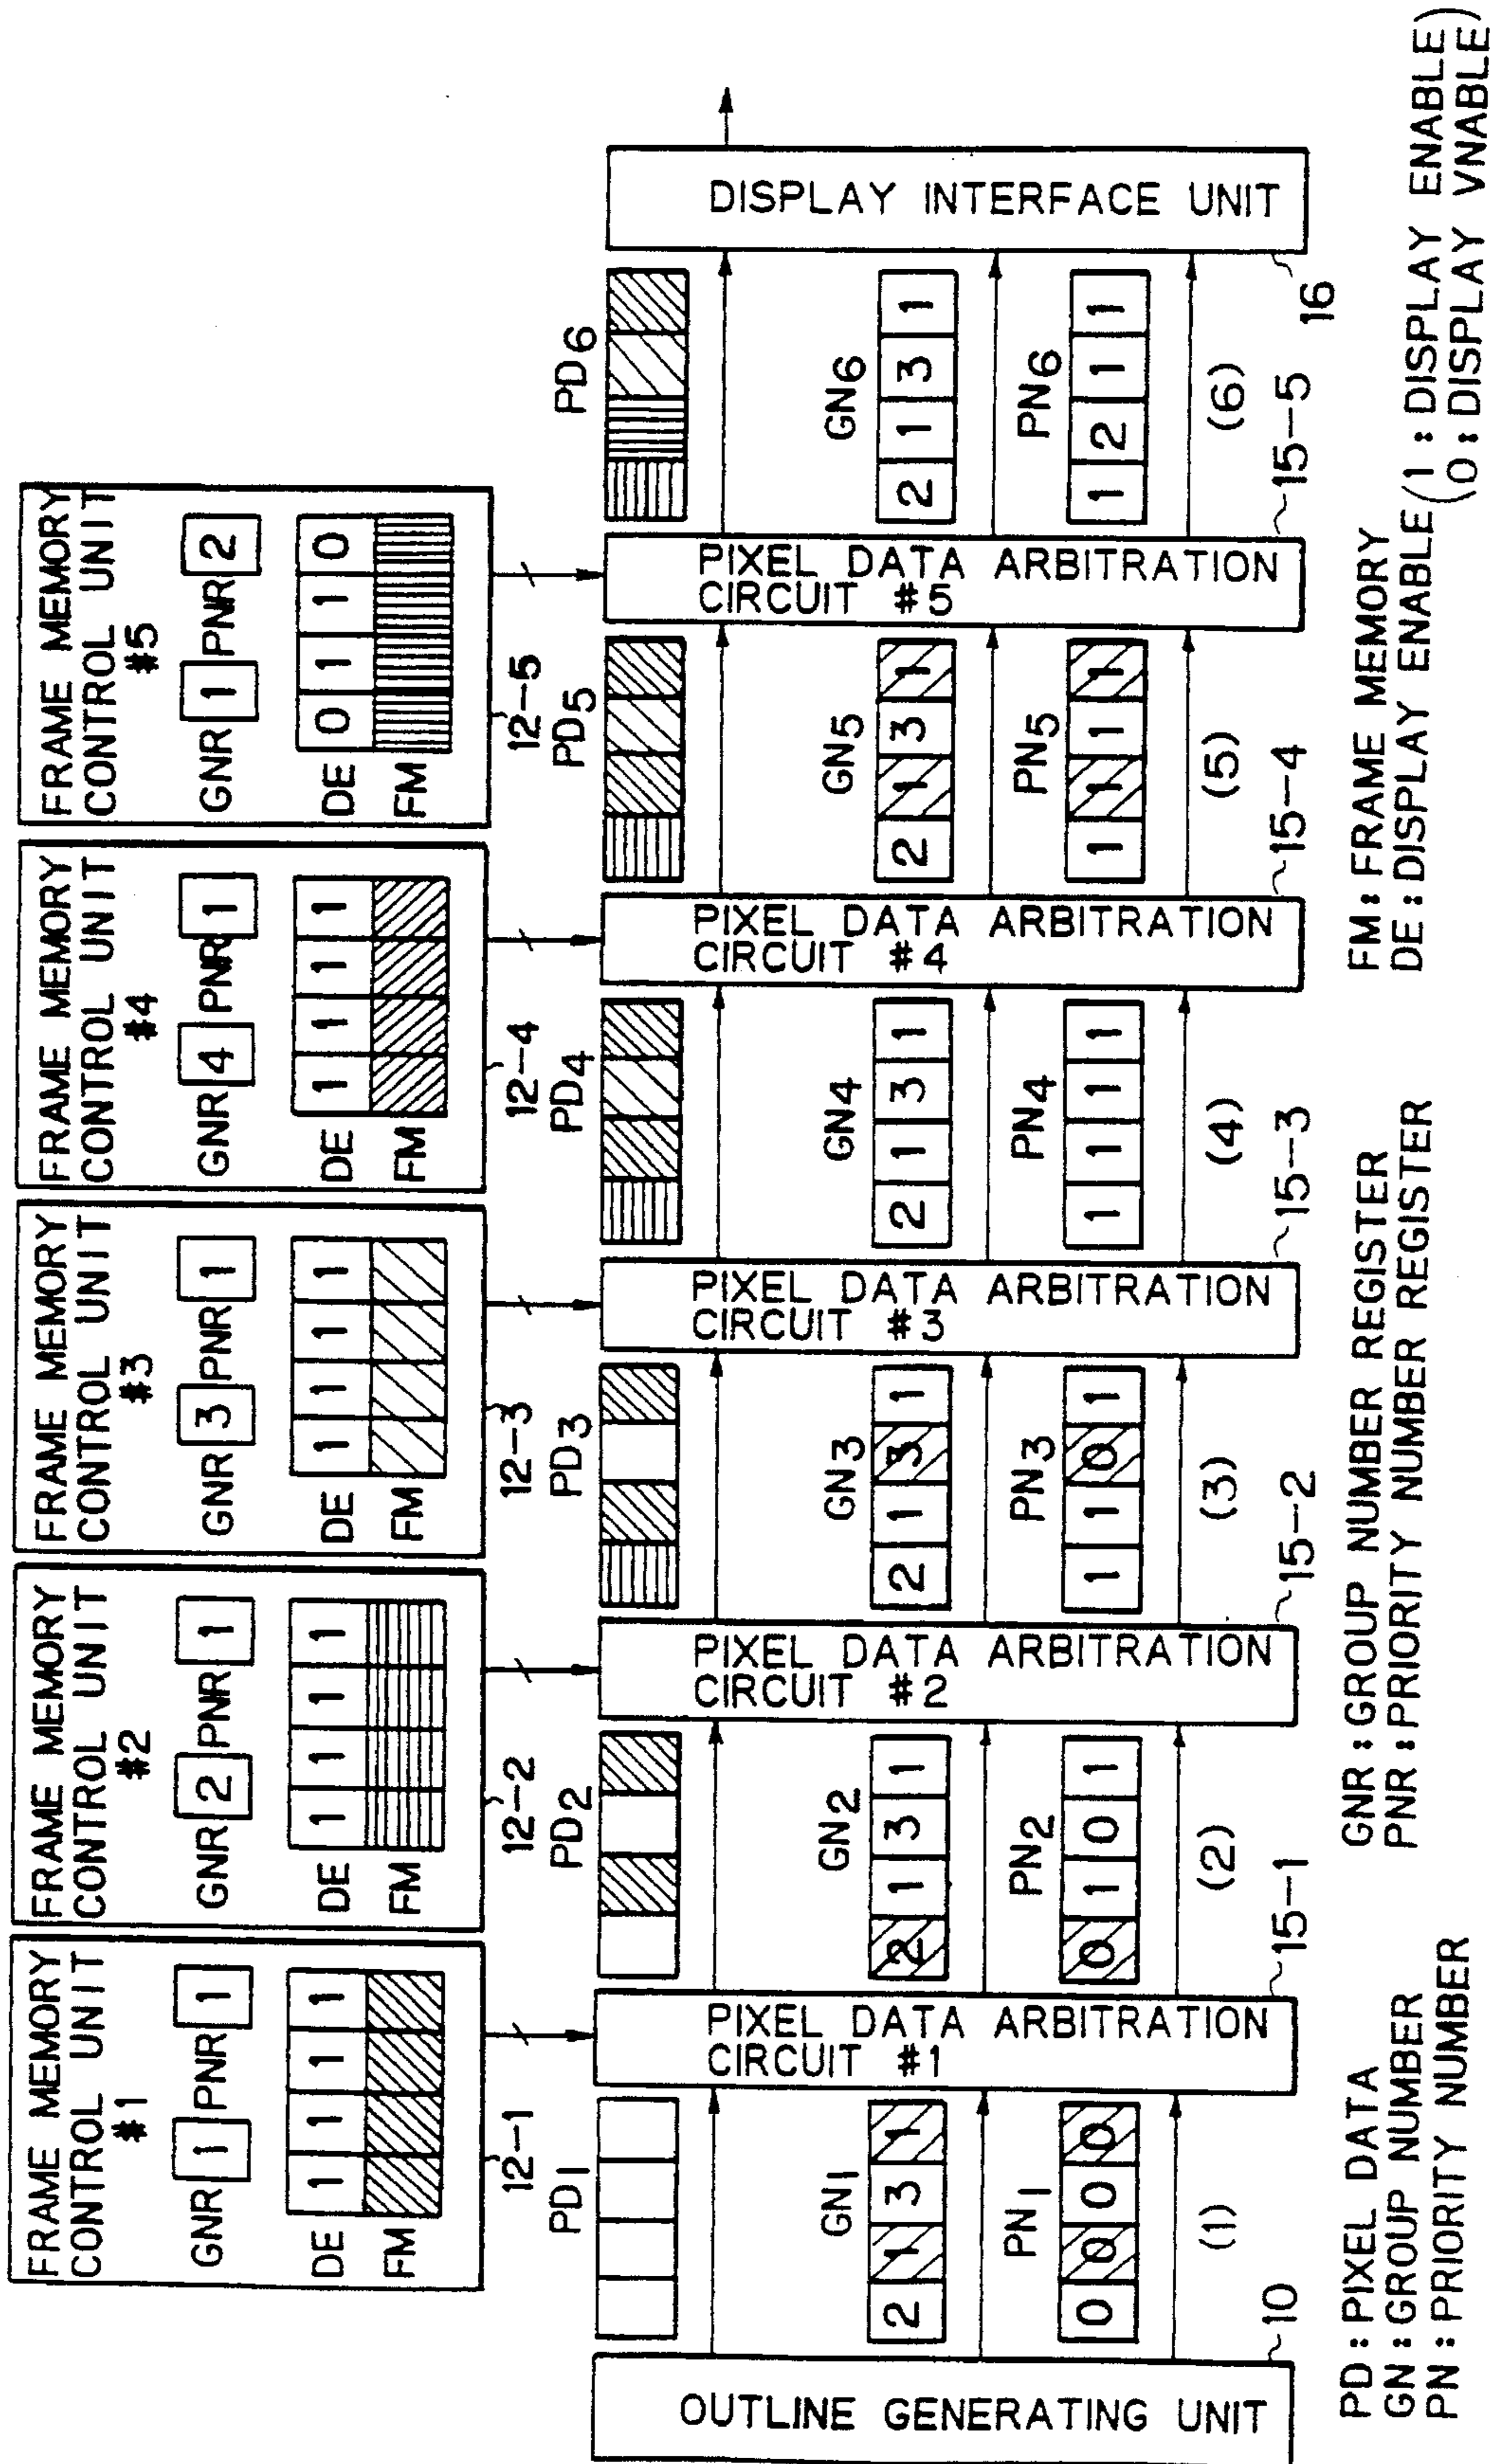 FRAME MEMORY
CONTROL UNIT
#1
GNR 1 PNR 1
DE 1 1 1 1
FM
12-1
FRAME MEMORY
CONTROL UNIT
#2
GNR 2 PNR 1
DE 1 1 1 1
FM
12-2
FRAME MEMORY
CONTROL UNIT
#3
GNR 3 PNR 1
DE 1 1 1 1
FM
12-3
FRAME MEMORY
CONTROL UNIT
#4
GNR 4 PNR 1
DE 1 1 1 1
FM
12-4
FRAME MEMORY
CONTROL UNIT
#5
GNR 1 PNR 2
DE 0 1 1 0
FM
12-5
OUTLINE GENERATING UNIT
10
PD1
GN1
2 1 3 1
PN1
0 0 0 0
(1)
PIXEL DATA ARBITRATION
CIRCUIT #1
15-1
PD2
GN2
2 1 3 1
PN2
0 1 0 1
(2)
PIXEL DATA ARBITRATION
CIRCUIT #2
15-2
PD3
GN3
2 1 3 1
PN3
1 1 0 1
(3)
PIXEL DATA ARBITRATION
CIRCUIT #3
15-3
PD4
GN4
2 1 3 1
PN4
1 1 1 1
(4)
PIXEL DATA ARBITRATION
CIRCUIT #4
15-4
PD5
GN5
2 1 3 1
PN5
1 1 1 1
(5)
PIXEL DATA ARBITRATION
CIRCUIT #5
15-5
PD6
GN6
2 1 3 1
PN6
1 2 1 1
(6)
DISPLAY INTERFACE UNIT
16
PD : PIXEL DATA
GN : GROUP NUMBER
PN : PRIORITY NUMBER
GNR : GROUP NUMBER REGISTER
PNR : PRIORITY NUMBER REGISTER
FM : FRAME MEMORY
DE : DISPLAY ENABLE (1 : DISPLAY ENABLE)
(0 : DISPLAY VNABLE)